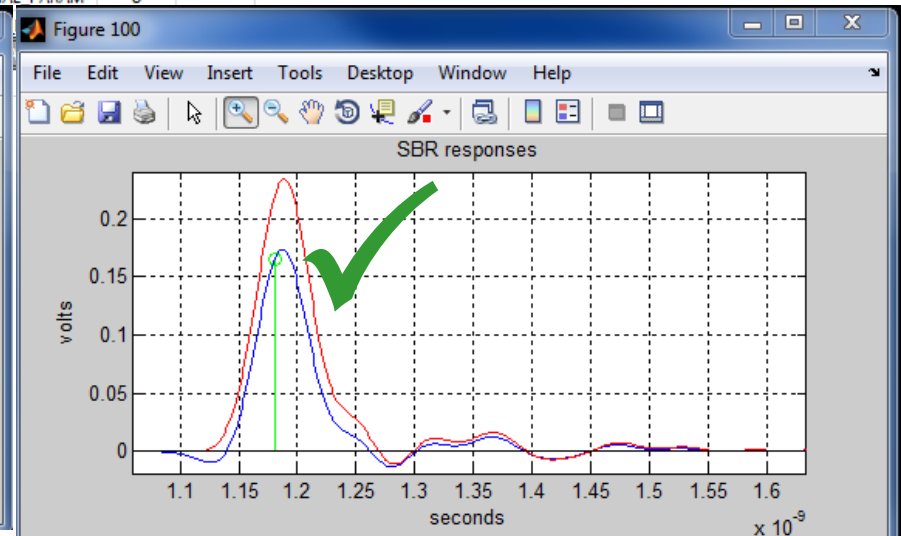 Figure 100
File Edit View Insert Tools Desktop Window Help
SBR responses
0.2
0.15
0.1
0.05
0
volts
1.1 1.15 1.2 1.25 1.3 1.35 1.4 1.45 1.5 1.55 1.6
seconds
x 10^-9